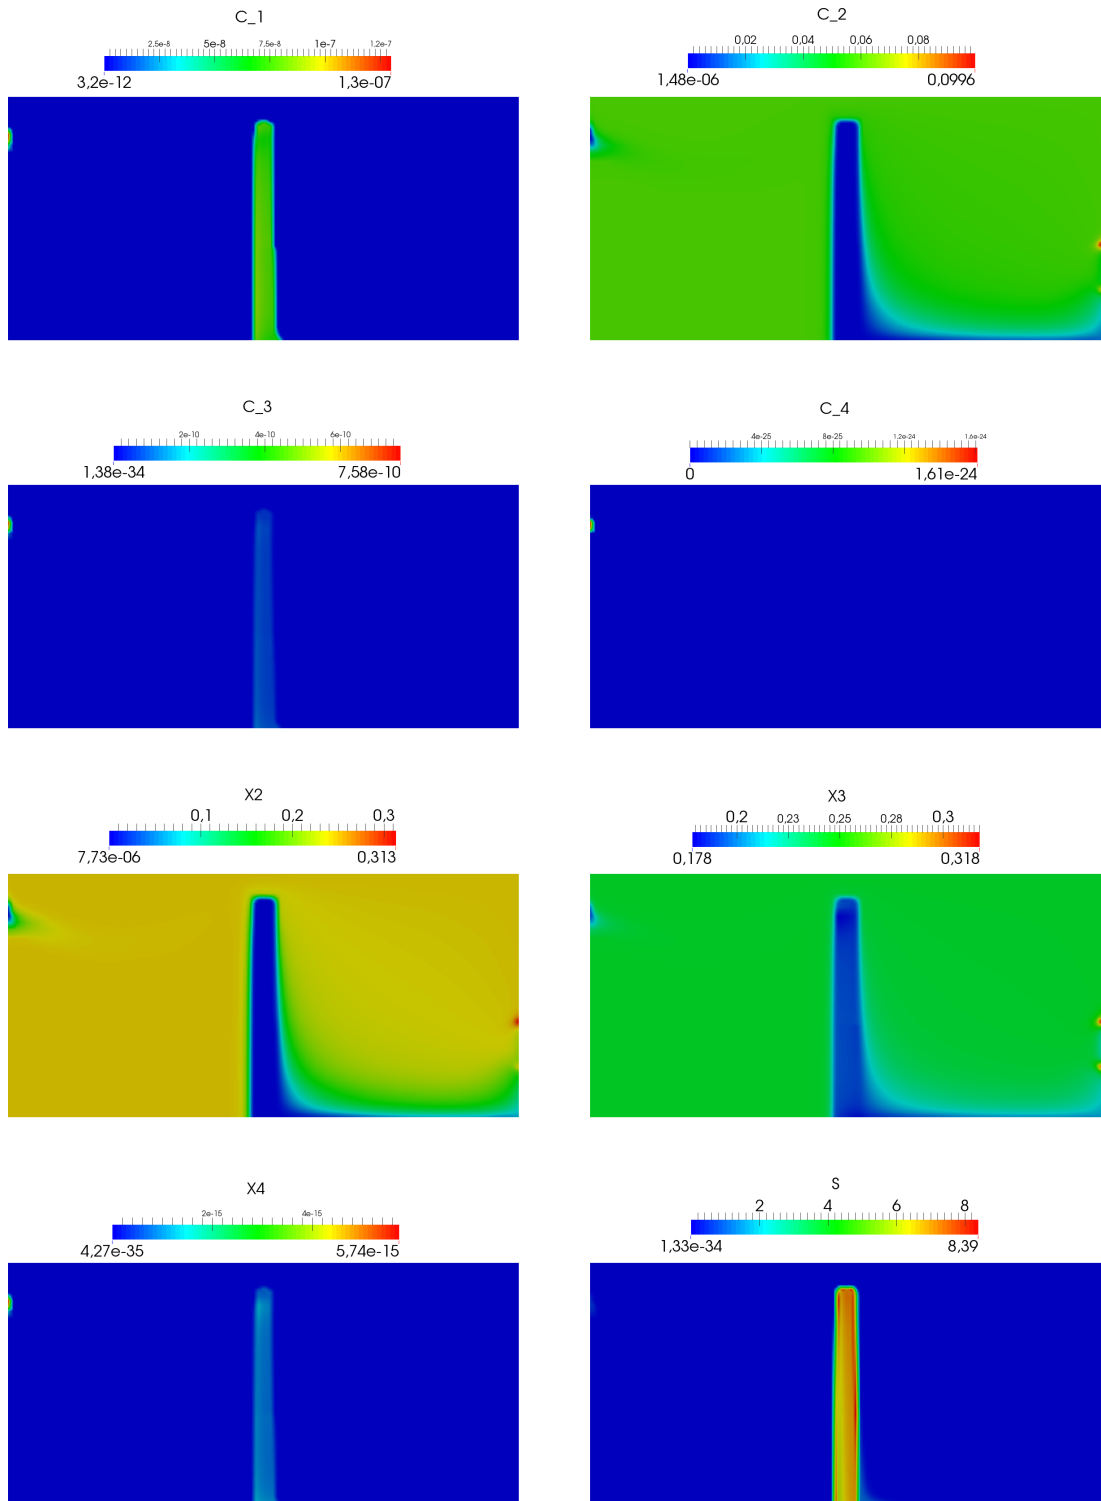 C_1
2.5e-8 5e-8 7.5e-8 1e-7 1.2e-7
3,2e-12 1,3e-07
C_2
0,02 0,04 0,06 0,08
1,48e-06 0,0996
C_3
2e-10 4e-10 6e-10
1,38e-34 7,58e-10
C_4
4e-25 8e-25 1.2e-24 1.6e-24
0 1,61e-24
X2
0,1 0,2 0,3
7,73e-06 0,313
X3
0,2 0,23 0,25 0,28 0,3
0,178 0,318
X4
2e-15 4e-15
4,27e-35 5,74e-15
S
2 4 6 8
1,33e-34 8,39